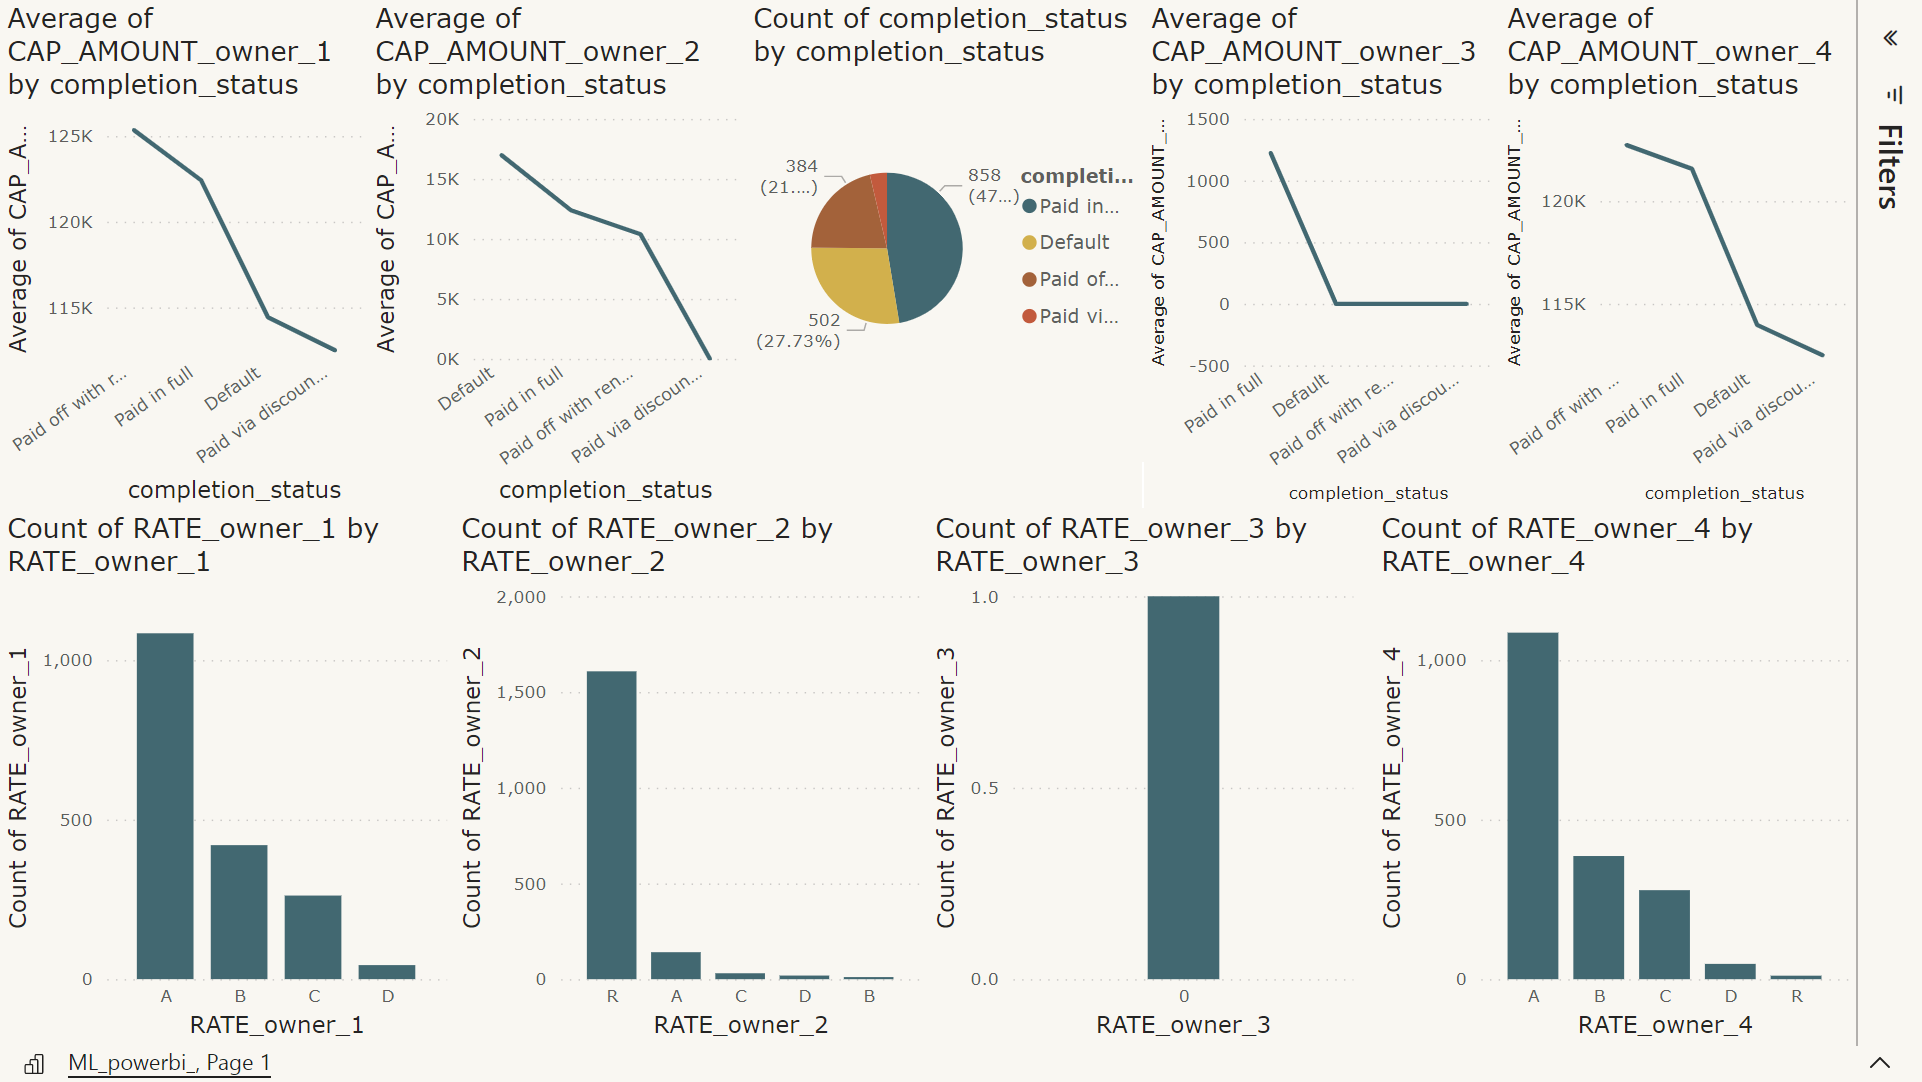 Average of
CAP_AMOUNT_owner_1
by completion_status
Average of CAP_A...
125K
120K
115K
Paid off with r...
Paid in full
Default
Paid via discoun...
completion_status
Average of
CAP_AMOUNT_owner_2
by completion_status
Average of CAP_A...
20K
15K
10K
5K
0K
Default
Paid in full
Paid off with ren...
Paid via discoun...
completion_status
Count of completion_status
by completion_status
384
(21....)
858
(47...)
502
(27.73%)
completi...
Paid in...
Default
Paid of...
Paid vi...
Average of
CAP_AMOUNT_owner_3
by completion_status
Average of CAP_AMOUNT_...
1500
1000
500
0
-500
Paid in full
Default
Paid off with re...
Paid via discou...
completion_status
Average of
CAP_AMOUNT_owner_4
by completion_status
Average of CAP_AMOUNT_...
120K
115K
Paid off with ...
Paid in full
Default
Paid via discou...
completion_status
Filters
Count of RATE_owner_1 by
RATE_owner_1
Count of RATE_owner_1
1,000
500
0
A B C D
RATE_owner_1
Count of RATE_owner_2 by
RATE_owner_2
Count of RATE_owner_2
2,000
1,500
1,000
500
0
R A C D B
RATE_owner_2
Count of RATE_owner_3 by
RATE_owner_3
Count of RATE_owner_3
1.0
0.5
0.0
0
RATE_owner_3
Count of RATE_owner_4 by
RATE_owner_4
Count of RATE_owner_4
1,000
500
0
A B C D R
RATE_owner_4
ML_powerbi_, Page 1